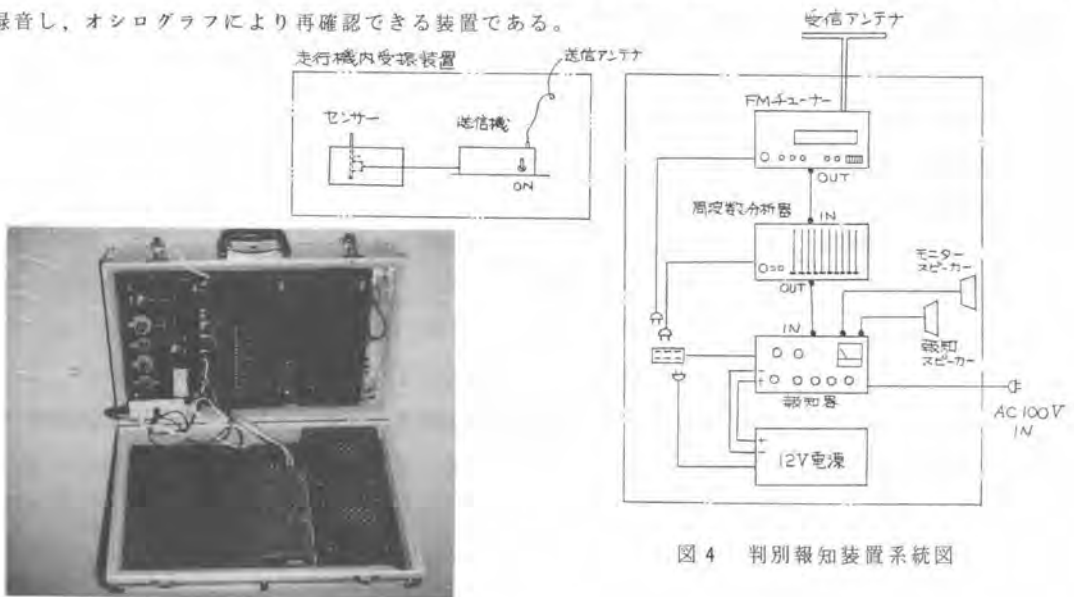 録音し，オシログラフにより再確認できる装置である。
走行機内受振装置
送信アンテナ
センサー
送信機
ON
受信アンテナ
FMチューナー
OUT
周波数分析器
IN
OUT
モニター
スピーカー
報知
スピーカー
IN
報知器
AC 100V
IN
12V電源
図4 判別報知装置系統図